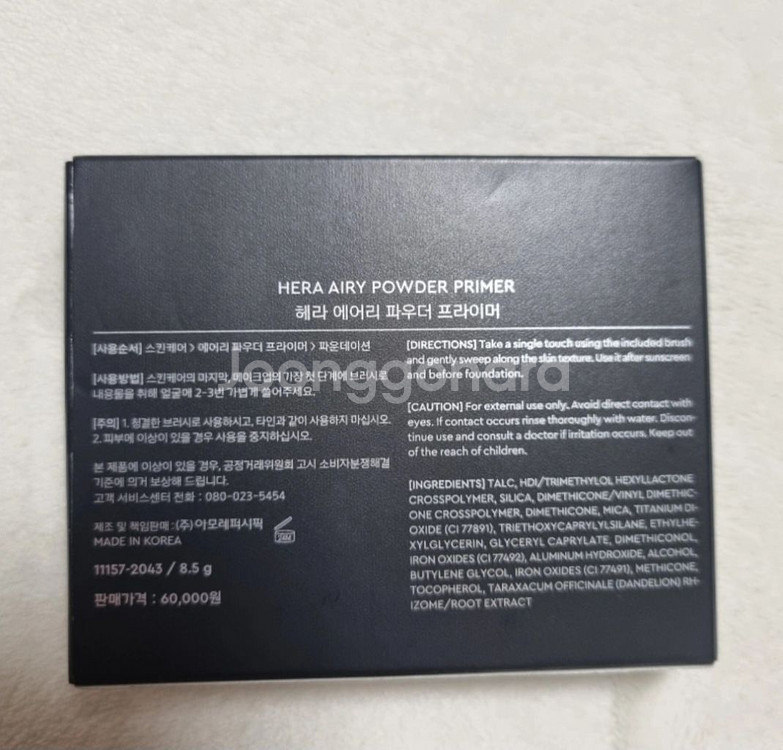 HERA AIRY POWDER PRIMER
헤라 에어리 파우더 프라이머
[사용순서] 스킨케어 > 에어리 파우더 프라이머 > 파운데이션
[사용방법] 스킨케어의 마지막, 메이크업의 가장 첫 단계에 브러시로
내용물을 취해 얼굴에 2-3번 가볍게 쓸어주세요.
[주의] 1. 청결한 브러시로 사용하시고, 타인과 같이 사용하지 마십시오.
2. 피부에 이상이 있을 경우 사용을 중지하십시오.
본 제품에 이상이 있을 경우, 공정거래위원회 고시 소비자분쟁해결
기준에 의거 보상해 드립니다.
고객 서비스센터 전화 : 080-023-5454
제조 및 책임판매 : (주)아모레퍼시픽
MADE IN KOREA
24M
11157-2043 / 8.5 g
판매가격 : 60,000원
[DIRECTIONS] Take a single touch using the included brush
and gently sweep along the skin texture. Use it after sunscreen
and before foundation.
[CAUTION] For external use only. Avoid direct contact with
eyes. If contact occurs rinse thoroughly with water. Discon-
tinue use and consult a doctor if irritation occurs. Keep out
of the reach of children.
[INGREDIENTS] TALC, HDI/TRIMETHYLOL HEXYLLACTONE
CROSSPOLYMER, SILICA, DIMETHICONE/VINYL DIMETHIC-
ONE CROSSPOLYMER, DIMETHICONE, MICA, TITANIUM DI-
OXIDE (CI 77891), TRIETHOXYCAPRYLYLSILANE, ETHYLHE-
XYLGLYCERIN, GLYCERYL CAPRYLATE, DIMETHICONOL,
IRON OXIDES (CI 77492), ALUMINUM HYDROXIDE, ALCOHOL,
BUTYLENE GLYCOL, IRON OXIDES (CI 77491), METHICONE,
TOCOPHEROL, TARAXACUM OFFICINALE (DANDELION) RH-
IZOME/ROOT EXTRACT
Joonggonara